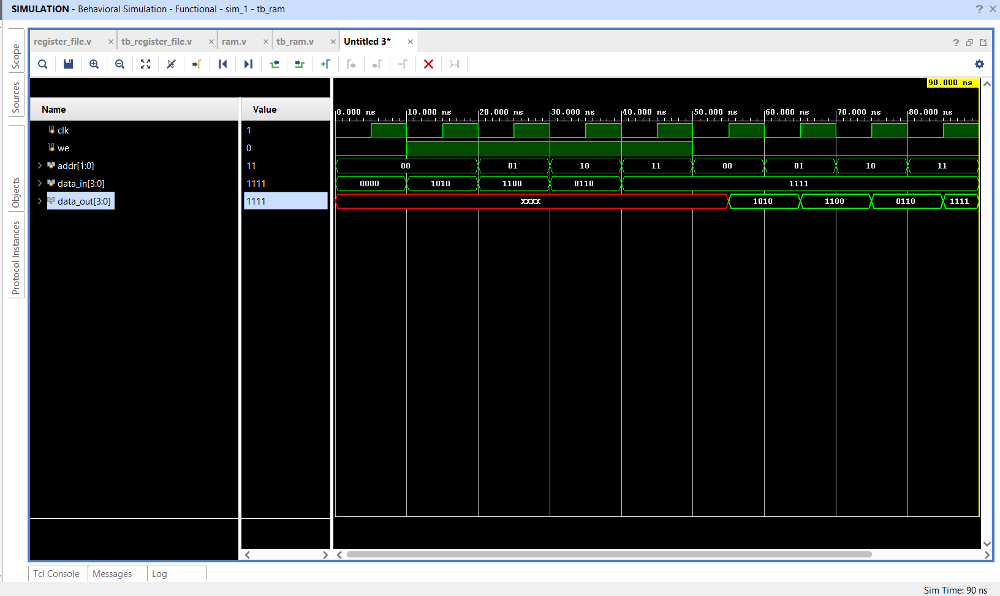 SIMULATION - Behavioral Simulation - Functional - sim_1 - tb_ram
Scope
Sources
Objects
Protocol Instances
register_file.v
tb_register_file.v
ram.v
tb_ram.v
Untitled 3*
90.000 ns
Name Value
0.000 ns 10.000 ns 20.000 ns 30.000 ns 40.000 ns 50.000 ns 60.000 ns 70.000 ns 80.000 ns
clk 1
we 0
addr[1:0] 11 00 01 10 11 00 01 10 11
data_in[3:0] 1111 0000 1010 1100 0110 1111
data_out[3:0] 1111 XXXX 1010 1100 0110 1111
Tcl Console Messages Log
Sim Time: 90 ns